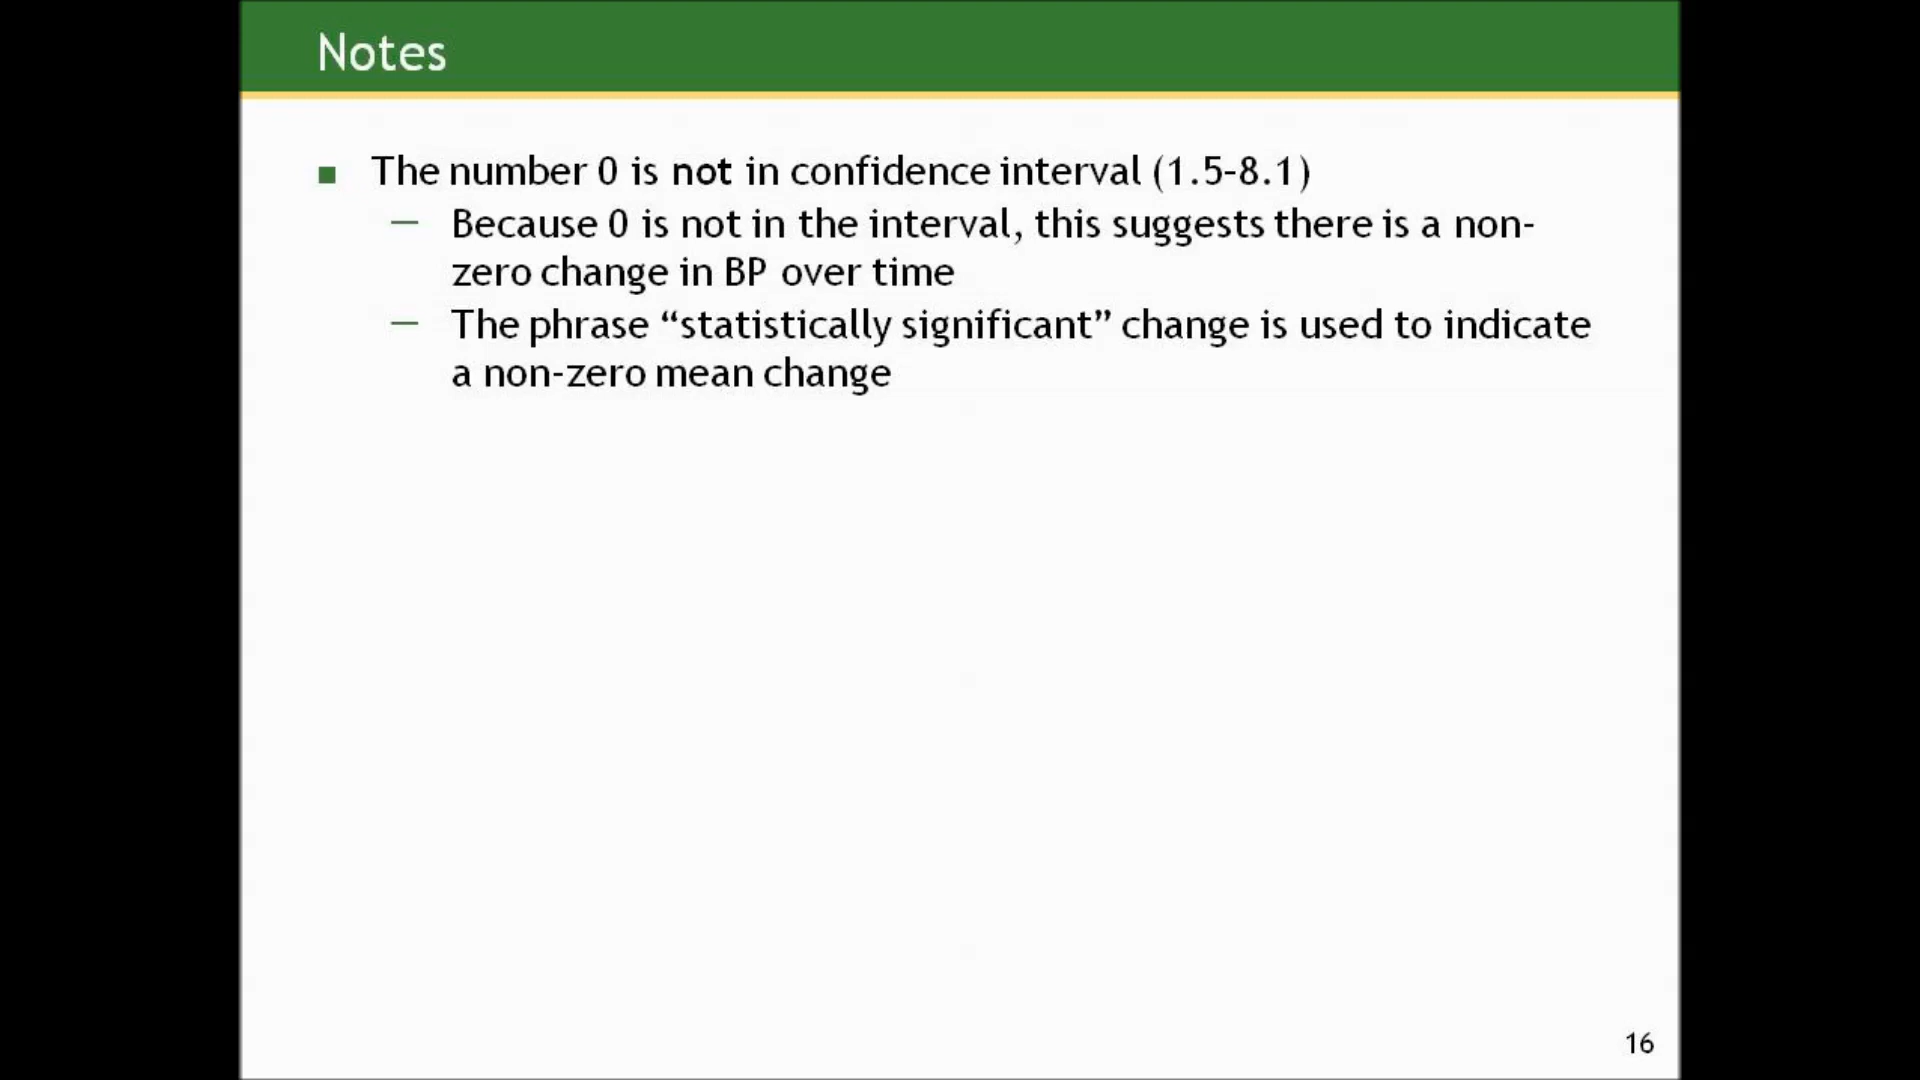 Notes
The number 0 is not in confidence interval (1.5-8.1)
— Because 0 is not in the interval, this suggests there is a non-
zero change in BP over time
— The phrase “statistically significant” change is used to indicate
a non-zero mean change
16